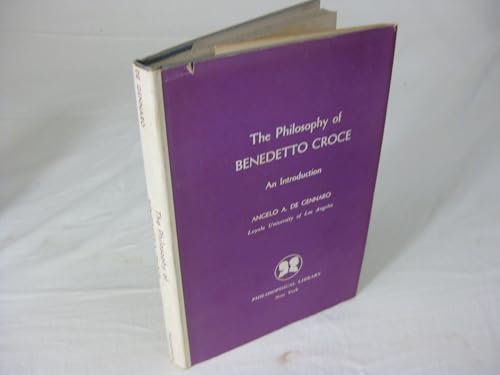 The Philosophy of
BENEDETTO CROCE
An Introduction
ANGELO A. DE GENNARO
Loyola University of Los Angeles
PHILOSOPHICAL LIBRARY
New York
DE GENNARO
The Philosophy of